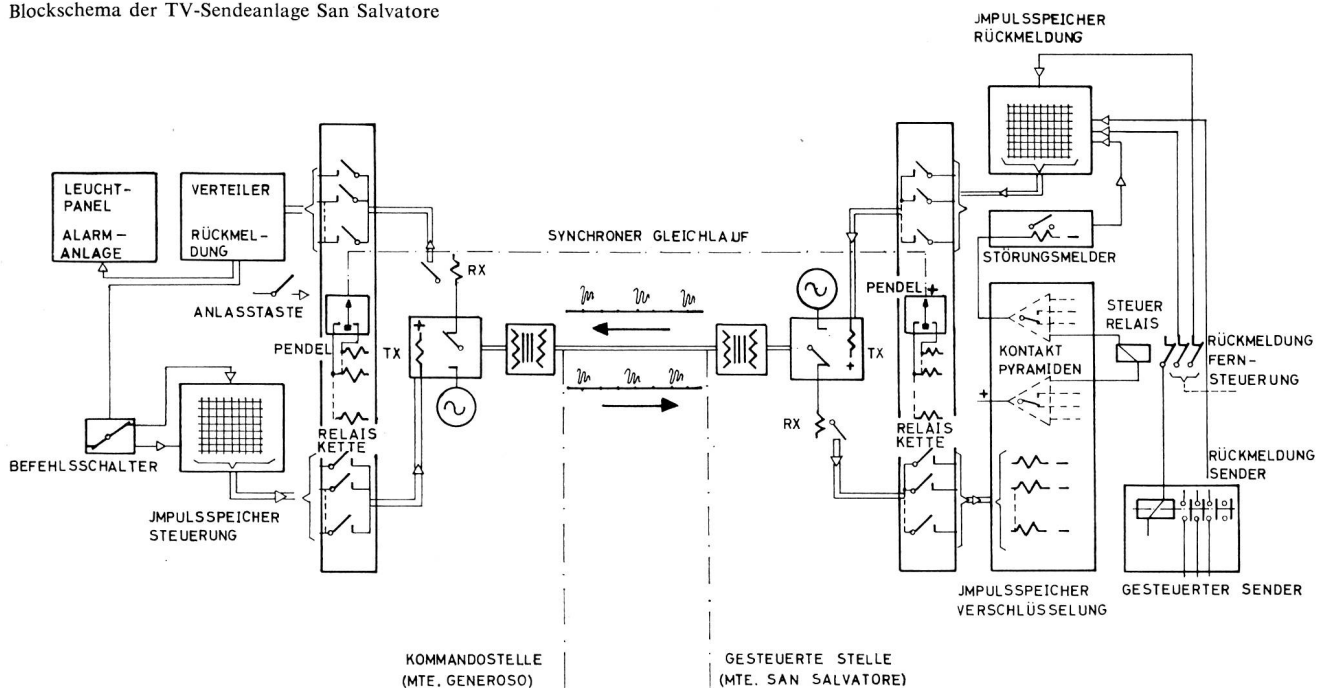 Blockschema der TV-Sendeanlage San Salvatore
JMPULSSPEICHER
RÜCKMELDUNG
LEUCHT-
PANEL
ALARM-
ANLAGE
VERTEILER
RÜCKMEL-
DUNG
ANLASSTASTE
SYNCHRONER GLEICHLAUF
RX
PENDEL
TX
+
PENDEL
+
TX
+
RX
STÖRUNGSMELDER
KONTAKT
PYRAMIDEN
+
STEUER
RELAIS
RÜCKMELDUNG
FERN-
STEUERUNG
RÜCKMELDUNG
SENDER
BEFEHLSSCHALTER
JMPULSSPEICHER
STEUERUNG
RELAIS
KETTE
RELAIS
KETTE
JMPULSSPEICHER
VERSCHLÜSSELUNG
GESTEUERTER SENDER
KOMMANDOSTELLE
(MTE. GENEROSO)
GESTEUERTE STELLE
(MTE. SAN SALVATORE)